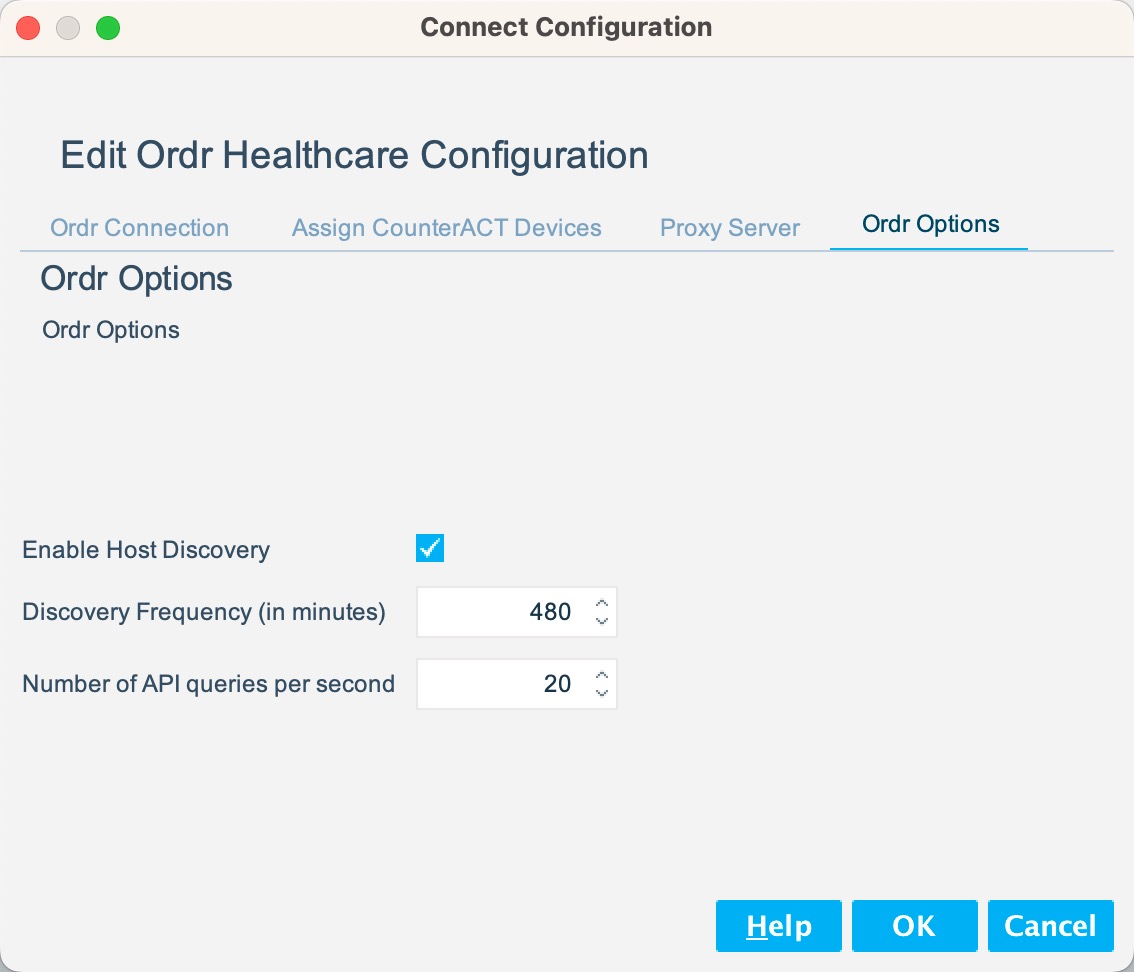 Connect Configuration
Edit Ordr Healthcare Configuration
Ordr Connection Assign CounterACT Devices Proxy Server Ordr Options
Ordr Options
Ordr Options
Enable Host Discovery
Discovery Frequency (in minutes) 480
Number of API queries per second 20
Help OK Cancel